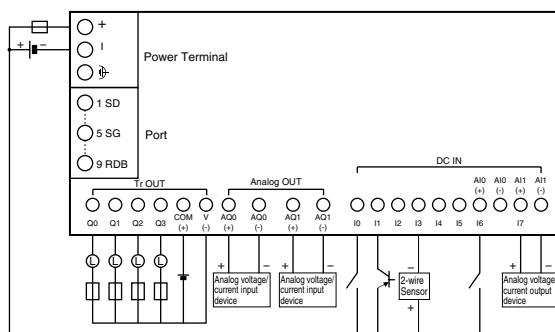 +
Power Terminal
I
+ −
1 SD
5 SG
Port
9 RDB
DC IN
Tr OUT
Analog OUT
AI0 AI0 AI1 AI1
(+) (-) (+) (-)
Q0 Q1 Q2 Q3 COM V AQ0 AQ0 AQ1 AQ1 I0 I1 I2 I3 I4 I5 I6 I7
(+) (-) (+) (-) (+) (-)
L L L L
+ − + − − + −
Analog voltage/
current input
device
Analog voltage/
current input
device
2-wire
Sensor
Analog voltage/
current output
device
+